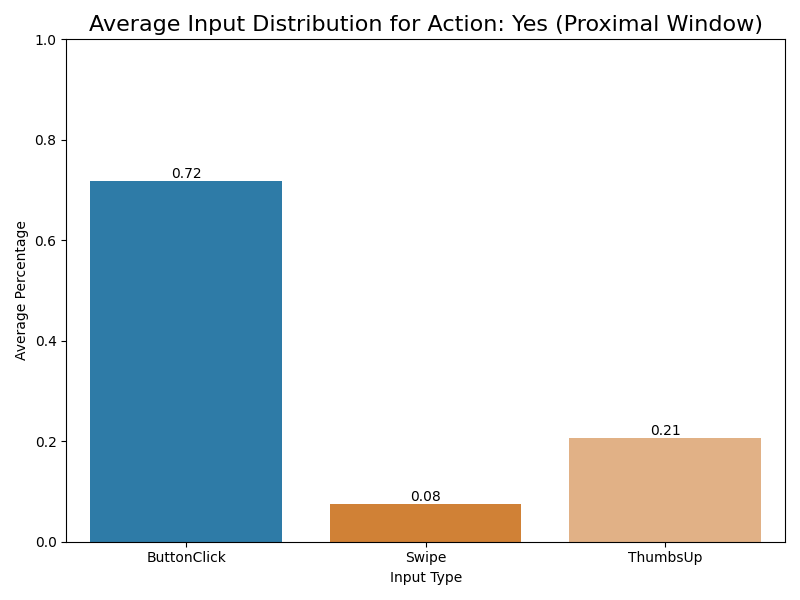 Average Input Distribution for Action: Yes (Proximal Window)
1.0
0.8
0.6
0.4
0.2
0.0
Average Percentage
0.72
0.08
0.21
ButtonClick
Swipe
ThumbsUp
Input Type